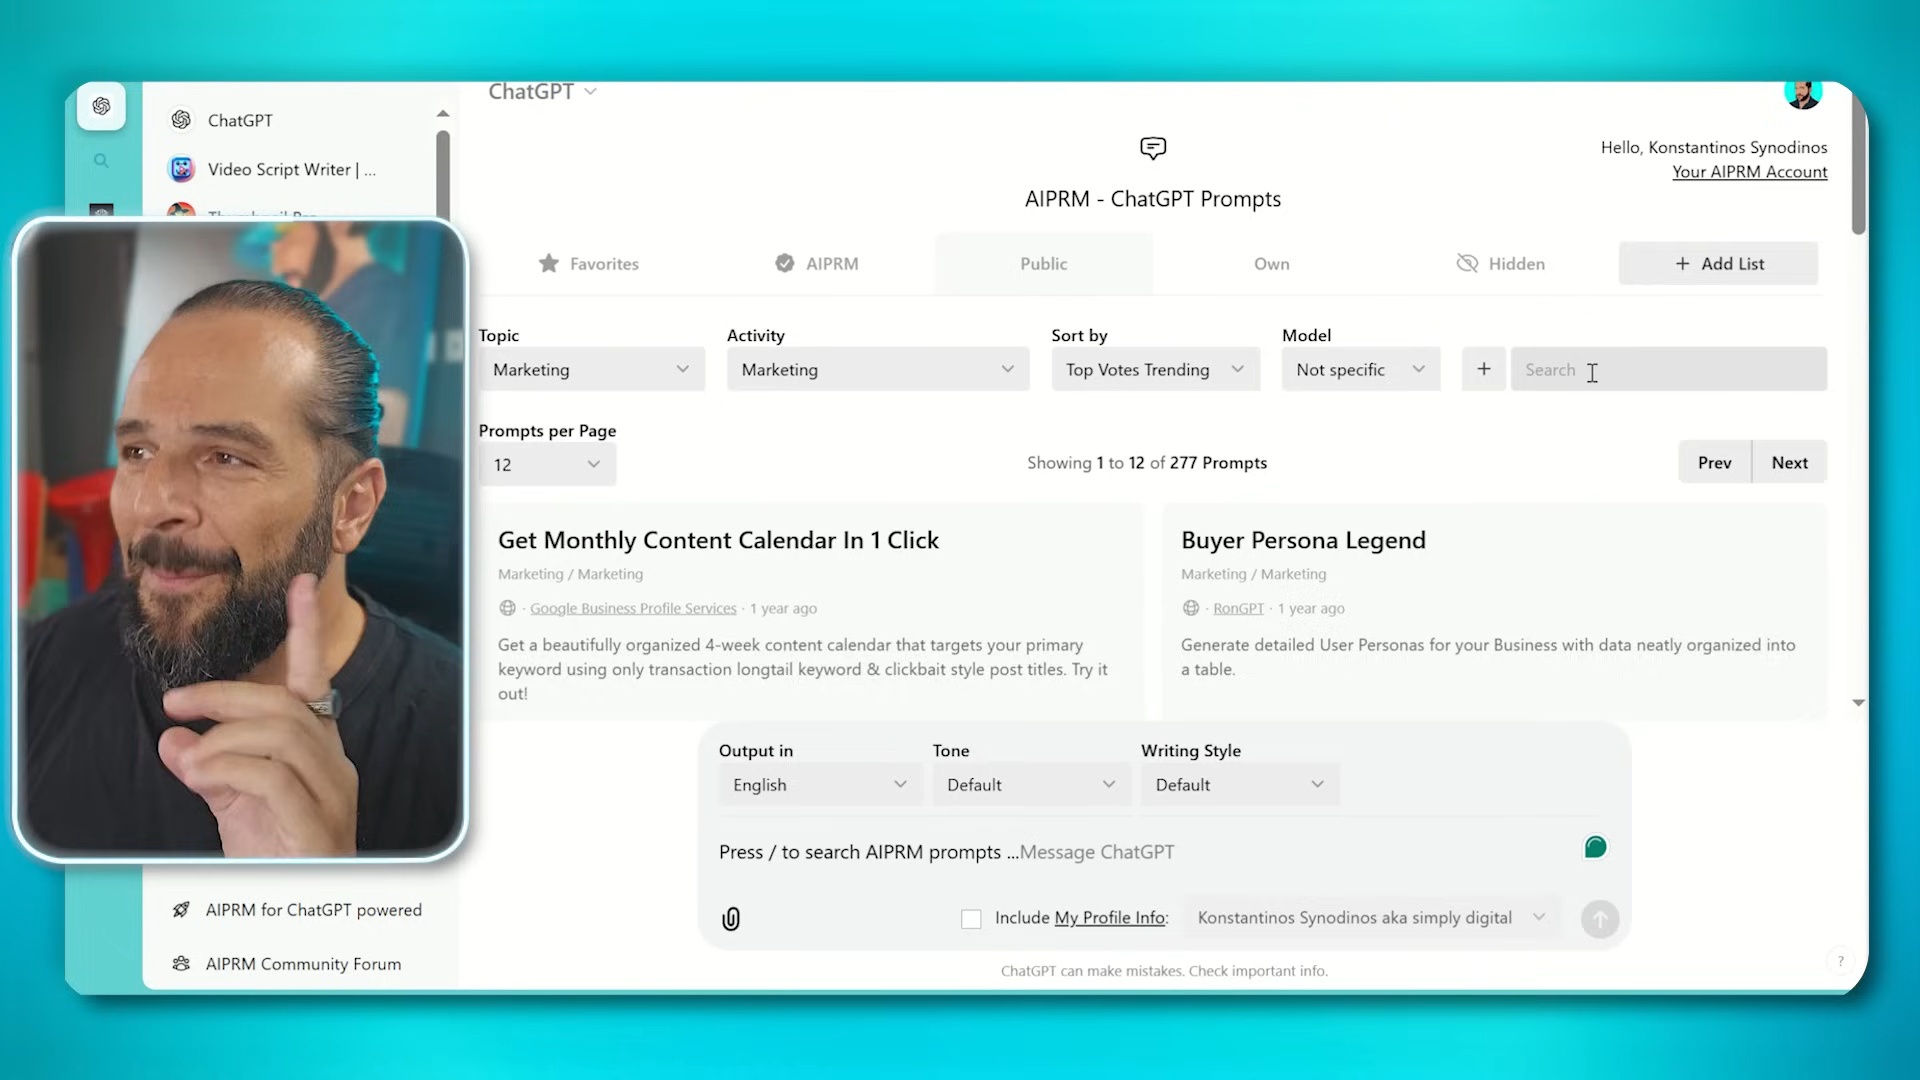 ChatGPT
ChatGPT
Video Script Writer | ...
Hello, Konstantinos Synodinos
Your AIPRM Account
AIPRM - ChatGPT Prompts
Favorites
AIPRM
Public
Own
Hidden
+ Add List
Topic
Activity
Sort by
Model
Marketing
Marketing
Top Votes Trending
Not specific
+
Search
Prompts per Page
12
Showing 1 to 12 of 277 Prompts
Prev
Next
Get Monthly Content Calendar In 1 Click
Marketing / Marketing
· Google Business Profile Services · 1 year ago
Get a beautifully organized 4-week content calendar that targets your primary
keyword using only transaction longtail keyword & clickbait style post titles. Try it
out!
Buyer Persona Legend
Marketing / Marketing
· RonGPT · 1 year ago
Generate detailed User Personas for your Business with data neatly organized into
a table.
Output in
Tone
Writing Style
English
Default
Default
Press / to search AIPRM prompts ...Message ChatGPT
Include My Profile Info:
Konstantinos Synodinos aka simply digital
ChatGPT can make mistakes. Check important info.
?
AIPRM for ChatGPT powered
AIPRM Community Forum